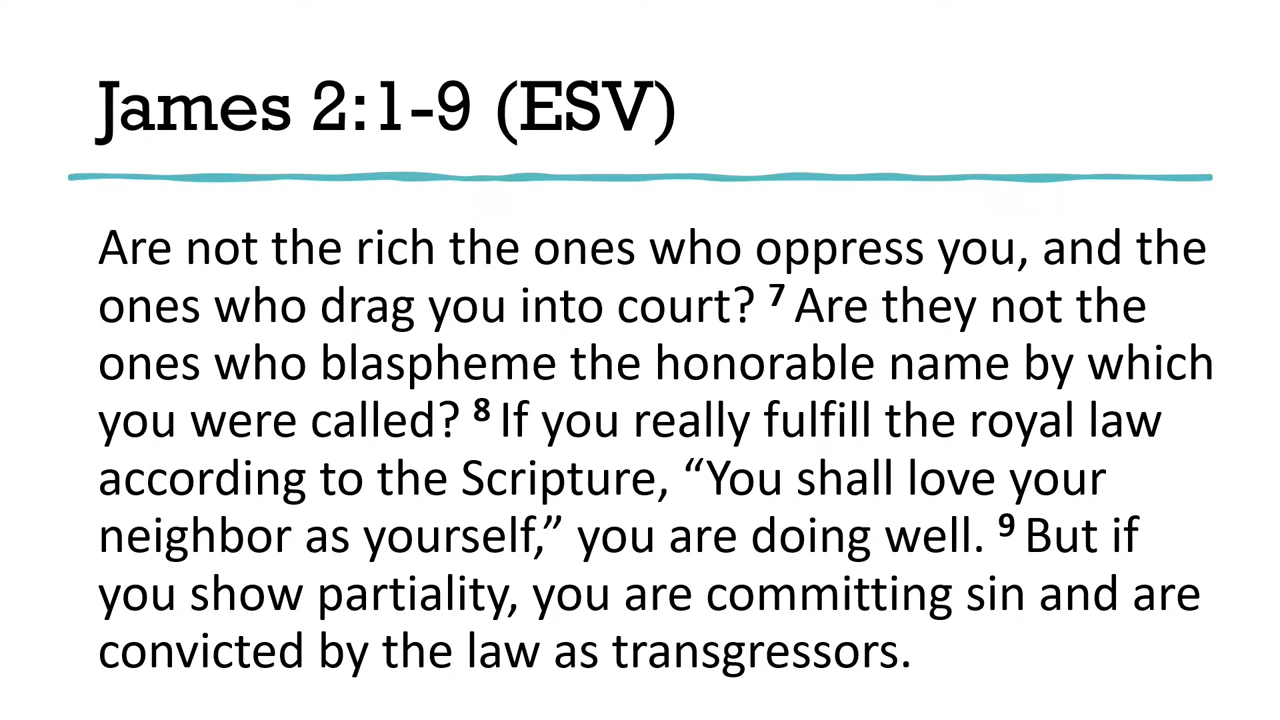 James 2:1-9 (ESV)
Are not the rich the ones who oppress you, and the
ones who drag you into court? ⁷ Are they not the
ones who blaspheme the honorable name by which
you were called? ⁸ If you really fulfill the royal law
according to the Scripture, “You shall love your
neighbor as yourself,” you are doing well. ⁹ But if
you show partiality, you are committing sin and are
convicted by the law as transgressors.